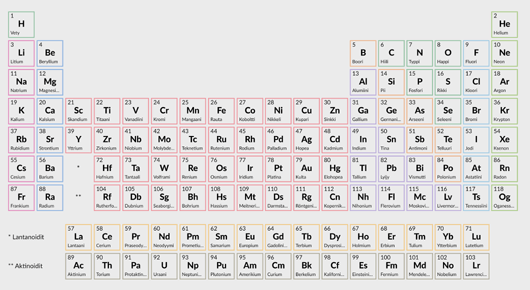 1 2
H He
Vety Helium
3 4 5 6 7 8 9 10
Li Be B C N O F Ne
Litium Beryllium Boori Hiili Typpi Happi Fluori Neon
11 12 13 14 15 16 17 18
Na Mg Al Si P S Cl Ar
Natrium Magnesi... Alumiini Pii Fosfori Rikki Kloori Argon
19 20 21 22 23 24 25 26 27 28 29 30 31 32 33 34 35 36
K Ca Sc Ti V Cr Mn Fe Co Ni Cu Zn Ga Ge As Se Br Kr
Kalium Kalsium Skandium Titaani Vanadiini Kromi Mangaani Rauta Koboltti Nikkeli Kupari Sinkki Gallium Germani... Arseeni Seleeni Bromi Krypton
37 38 39 40 41 42 43 44 45 46 47 48 49 50 51 52 53 54
Rb Sr Y Zr Nb Mo Tc Ru Rh Pd Ag Cd In Sn Sb Te I Xe
Rubidium Strontium Yttrium Zirkonium Niobium Molybde... Teknetium Rutenium Rodium Palladium Hopea Kadmium Indium Tina Antimoni Telluuri Jodi Ksenon
55 56 72 73 74 75 76 77 78 79 80 81 82 83 84 85 86
Cs Ba * Hf Ta W Re Os Ir Pt Au Hg Tl Pb Bi Po At Rn
Cesium Barium Hafnium Tantaali Volframi Renium Osmium Iridium Platina Kulta Elohopea Tallium Lyijy Vismutti Polonium Astatiini Radon
87 88 104 105 106 107 108 109 110 111 112 113 114 115 116 117 118
Fr Ra ** Rf Db Sg Bh Hs Mt Ds Rg Cn Nh Fl Mc Lv Ts Og
Frankium Radium Rutherfo... Dubnium Seaborgi... Bohrium Hassium Meitneri... Darmsta... Röntgeni... Kopernik... Nihonium Flerovium Moskovi... Livermor... Tennessiini Oganes...
57 58 59 60 61 62 63 64 65 66 67 68 69 70 71
* Lantanoidit La Ce Pr Nd Pm Sm Eu Gd Tb Dy Ho Er Tm Yb Lu
Lantaani Cerium Praseody... Neodyymi Prometiu... Samarium Europium Gadolini... Terbium Dysprosi... Holmium Erbium Tulium Ytterbium Lutetium
89 90 91 92 93 94 95 96 97 98 99 100 101 102 103
** Aktinoidit Ac Th Pa U Np Pu Am Cm Bk Cf Es Fm Md No Lr
Aktinium Torium Protaktin... Uraani Neptuni... Plutonium Amerikium Curium Berkelium Kaliforni... Einsteini... Fermium Mendele... Nobelium Lawrensi...